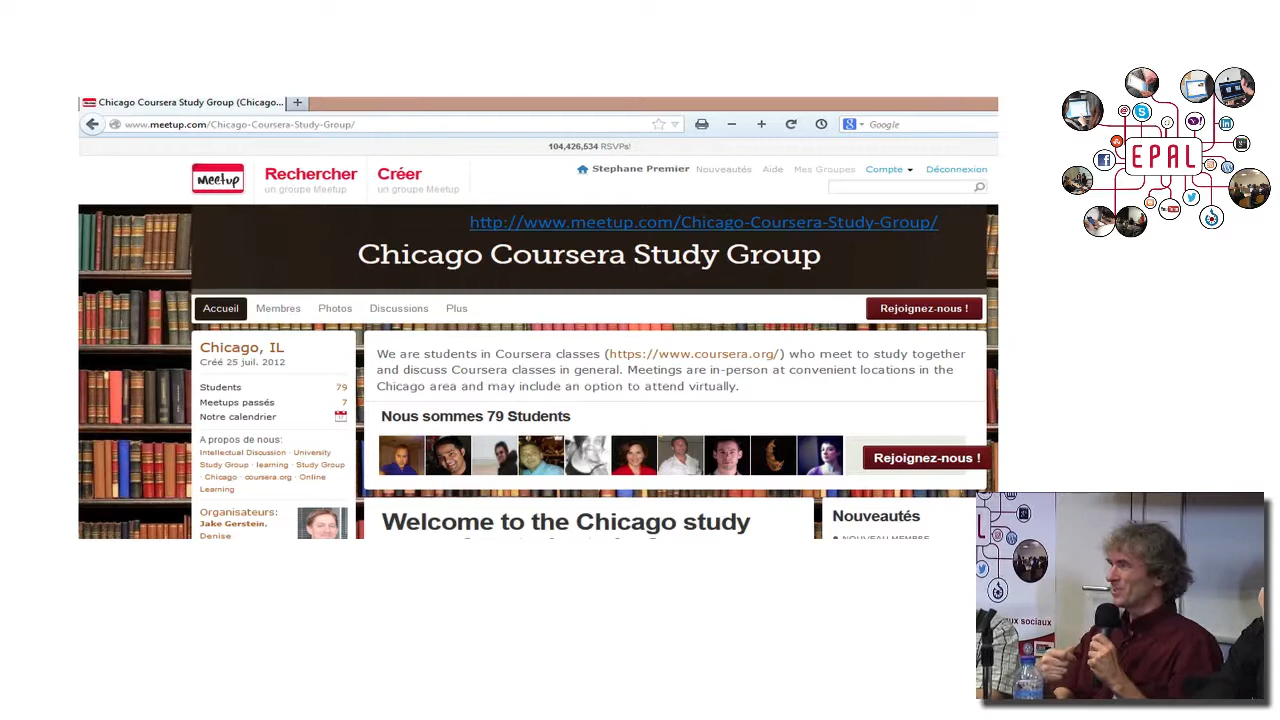 Chicago Coursera Study Group (Chicago...
www.meetup.com/Chicago-Coursera-Study-Group/
Google
104,426,534 RSVPs!
Meetup
Rechercher
un groupe Meetup
Créer
un groupe Meetup
Stephane Premier
Nouveautés
Aide
Mes Groupes
Compte
Déconnexion
http://www.meetup.com/Chicago-Coursera-Study-Group/
Chicago Coursera Study Group
Accueil
Membres
Photos
Discussions
Plus
Rejoignez-nous !
Chicago, IL
Créé 25 juil. 2012
Students 79
Meetups passés 7
Notre calendrier
A propos de nous:
Intellectual Discussion · University
Study Group · learning · Study Group
· Chicago · coursera.org · Online
Learning
Organisateurs:
Jake Gerstein,
Denise
We are students in Coursera classes (https://www.coursera.org/) who meet to study together
and discuss Coursera classes in general. Meetings are in-person at convenient locations in the
Chicago area and may include an option to attend virtually.
Nous sommes 79 Students
Rejoignez-nous !
Welcome to the Chicago study
Nouveautés
NOUVEAU MEMBRE
EPAL
aux sociaux